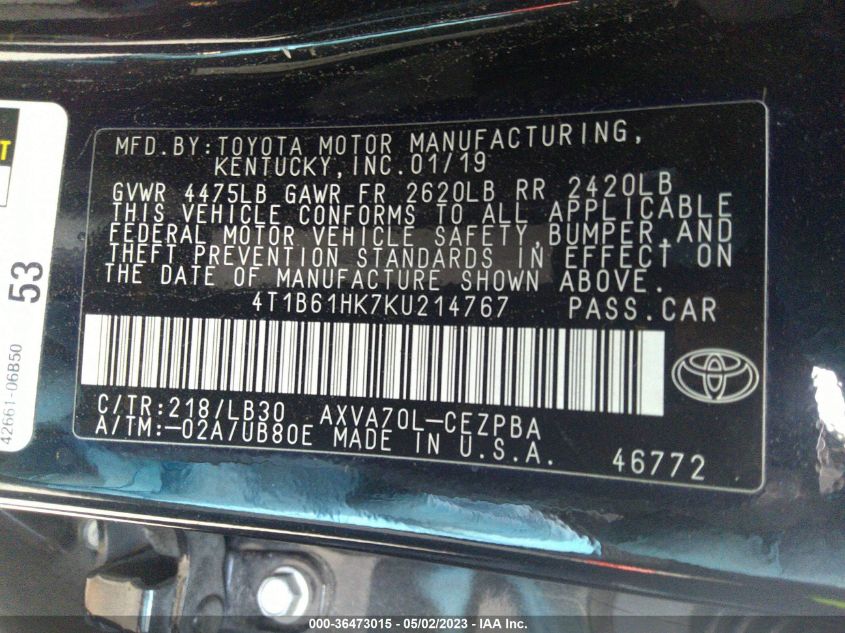 MFD.BY:TOYOTA MOTOR MANUFACTURING,
KENTUCKY,INC.01/19
GVWR 4475LB GAWR FR 2620LB RR 2420LB
THIS VEHICLE CONFORMS TO ALL APPLICABLE
FEDERAL MOTOR VEHICLE SAFETY,BUMPER,AND
THEFT PREVENTION STANDARDS IN EFFECT ON
THE DATE OF MANUFACTURE SHOWN ABOVE.
4T1B61HK7KU214767 PASS.CAR
C/TR:218/LB30 AXVA70L-CEZPBA
A/TM:-02A/UB80E MADE IN U.S.A.
46772
53
42661-06B50
000-36473015 - 05/02/2023 - IAA Inc.